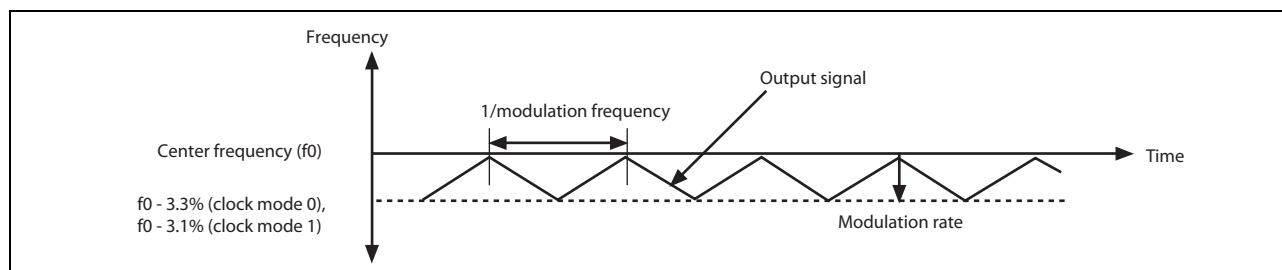 Frequency
Output signal
1/modulation frequency
Center frequency (f0)
Time
f0 - 3.3% (clock mode 0),
f0 - 3.1% (clock mode 1)
Modulation rate